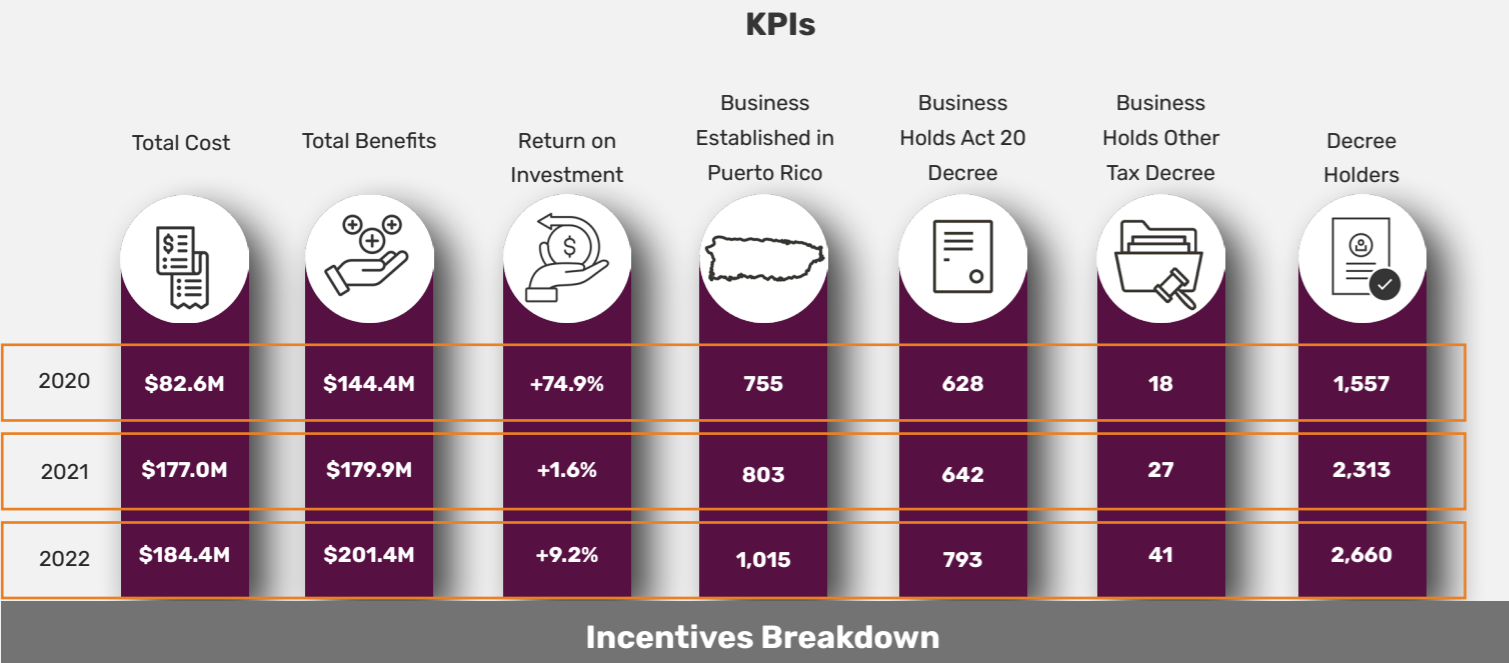 KPIs
Total Cost
Total Benefits
Return on
Investment
Business
Established in
Puerto Rico
Business
Holds Act 20
Decree
Business
Holds Other
Tax Decree
Decree
Holders
$
$
2020 $82.6M $144.4M +74.9% 755 628 18 1,557
2021 $177.0M $179.9M +1.6% 803 642 27 2,313
2022 $184.4M $201.4M +9.2% 1,015 793 41 2,660
Incentives Breakdown